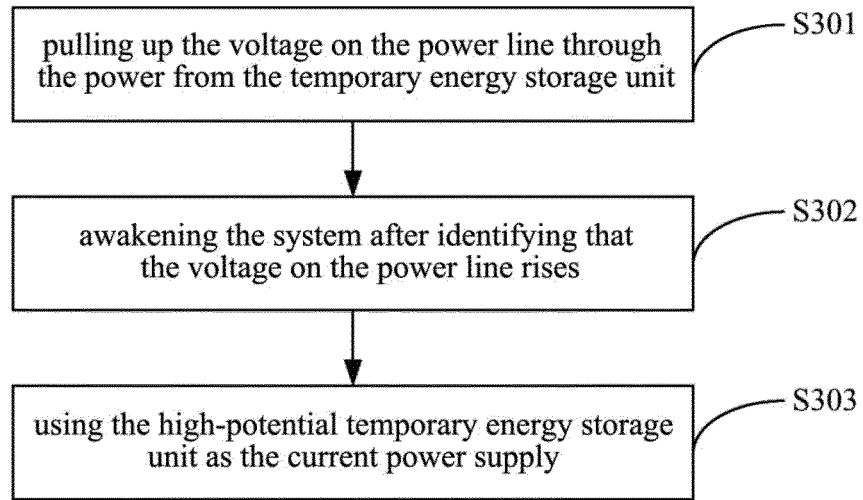 pulling up the voltage on the power line through
the power from the temporary energy storage unit
S301
awakening the system after identifying that
the voltage on the power line rises
S302
using the high-potential temporary energy storage
unit as the current power supply
S303